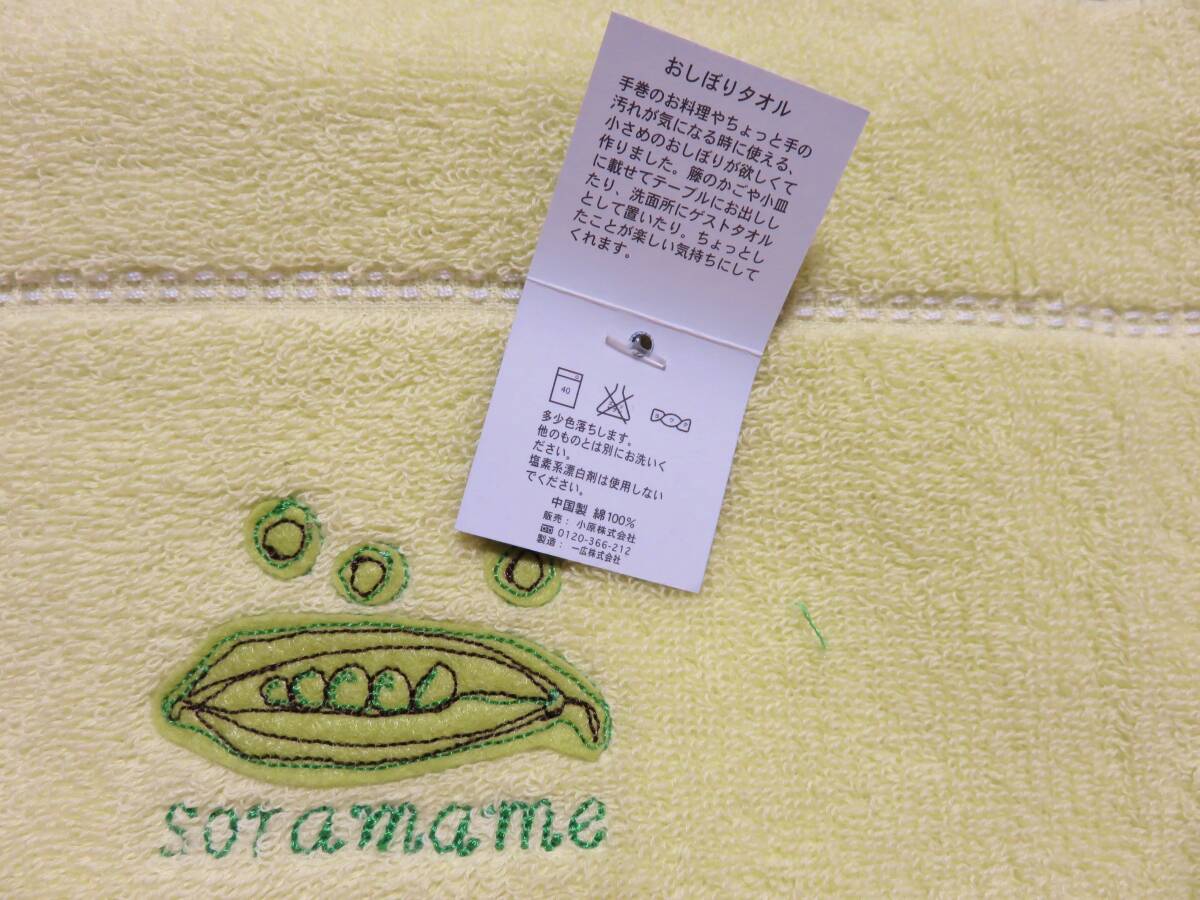 おしぼりタオル
手巻のお料理やちょっと手の
汚れが気になる時に使える、
小さめのおしぼりが欲しくて
作りました。籐のかごや小皿
に載せてテーブルにお出しし
たり、洗面所にゲストタオル
として置いたり。ちょっとし
たことが楽しい気持ちにして
くれます。
40
多少色落ちします。
他のものとは別にお洗いく
ださい。
塩素系漂白剤は使用しない
でください。
中国製 綿100%
販売： 小原株式会社
0120-366-212
製造： 一広株式会社
soramame